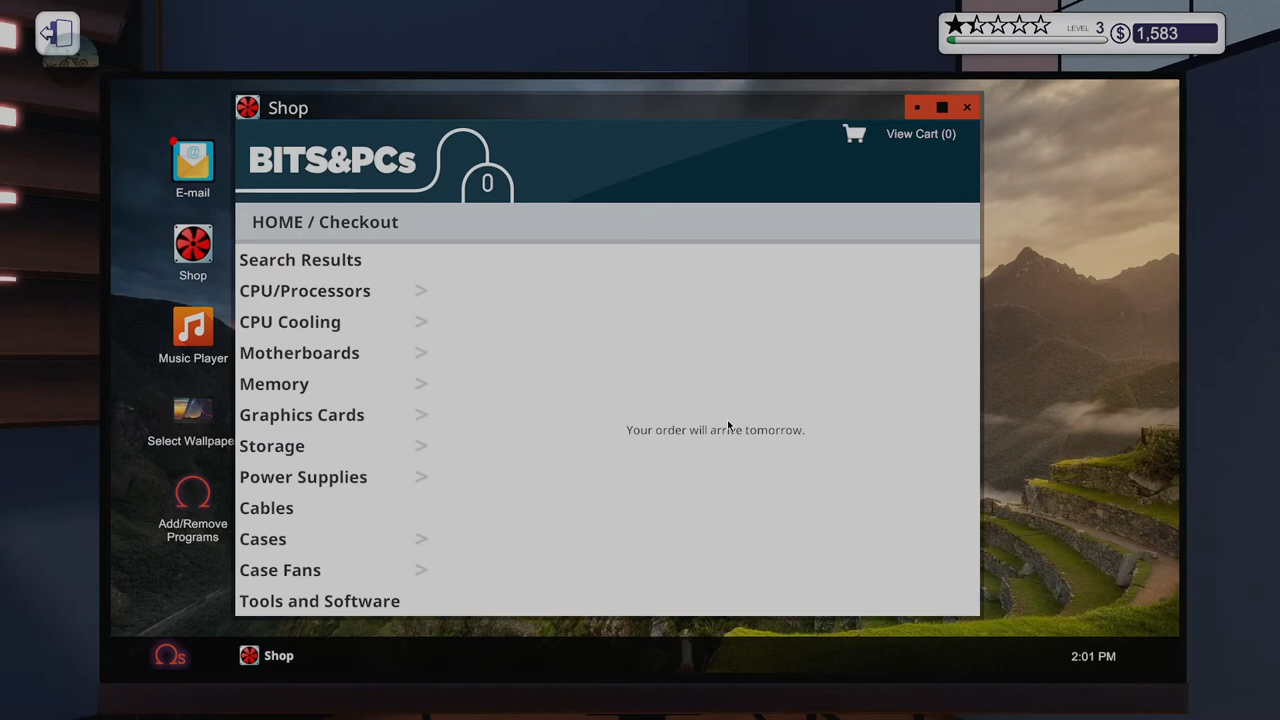 LEVEL 3
$ 1,583
Shop
View Cart (0)
BITS&PCs
HOME / Checkout
E-mail
Shop
Music Player
Select Wallpape
Add/Remove
Programs
Search Results
CPU/Processors >
CPU Cooling >
Motherboards >
Memory >
Graphics Cards >
Storage >
Power Supplies >
Cables
Cases >
Case Fans >
Tools and Software
Your order will arrive tomorrow.
Ωs
Shop
2:01 PM